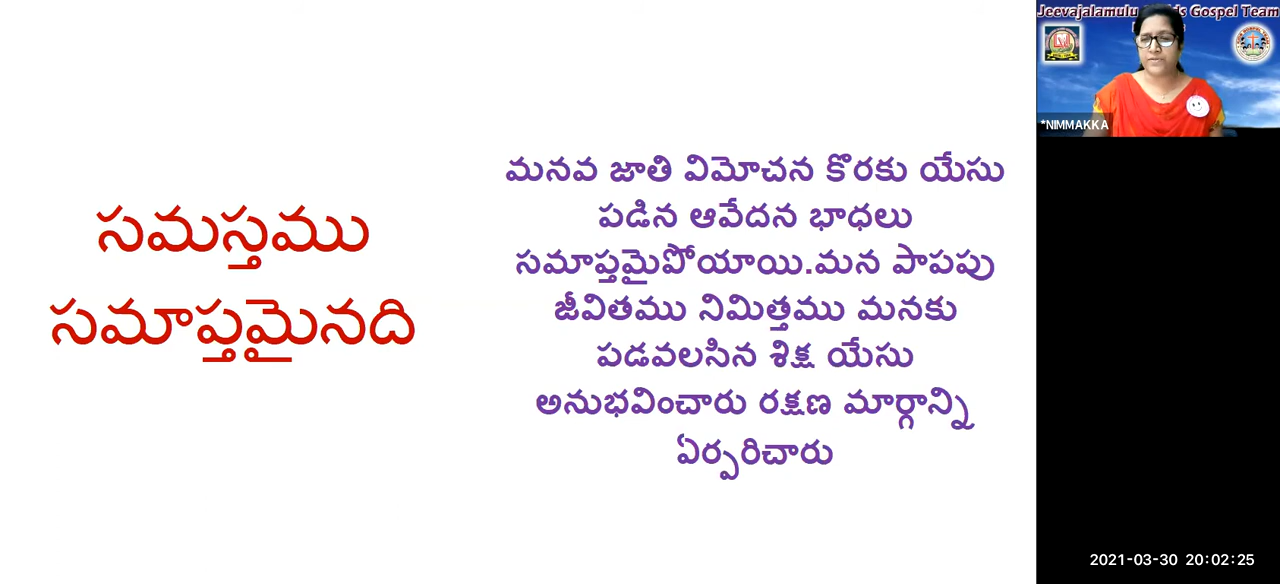 సమస్తము
సమాప్తమైనది
మనవ జాతి విమోచన కొరకు యేసు
పడిన ఆవేదన భాధలు
సమాప్తమైపోయాయి.మన పాపపు
జీవితము నిమిత్తము మనకు
పడవలసిన శిక్ష యేసు
అనుభవించారు రక్షణ మార్గాన్ని
ఏర్పరిచారు
Jeevajalamulu Gospel Team
*NIMMAKKA
2021-03-30 20:02:25